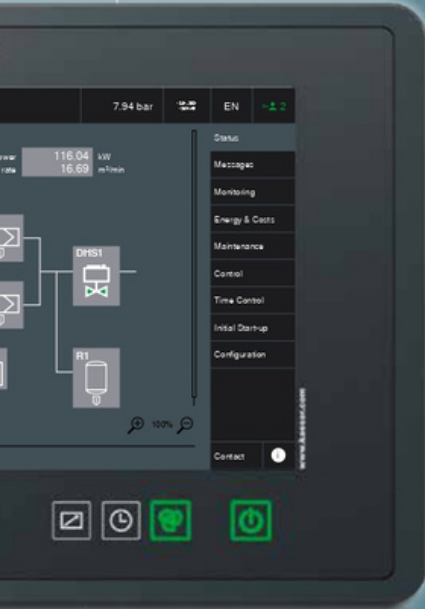 7.94 bar
EN
2
Status
116.04 kW
rate 16.69 m³/min
Messages
Monitoring
Energy & Costs
Maintenance
DHS1
Control
Time Control
Initial Start-up
R1
Configuration
100%
Contact
i
www.kaeser.com